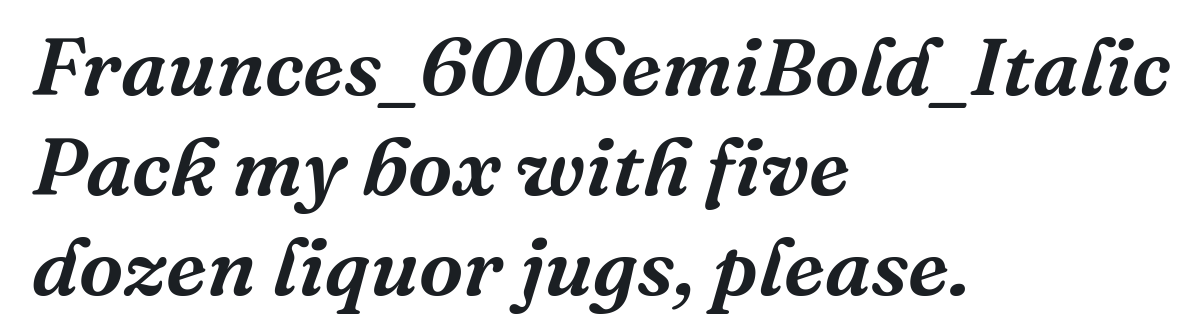 Fraunces_600SemiBold_Italic
Pack my box with five
dozen liquor jugs, please.